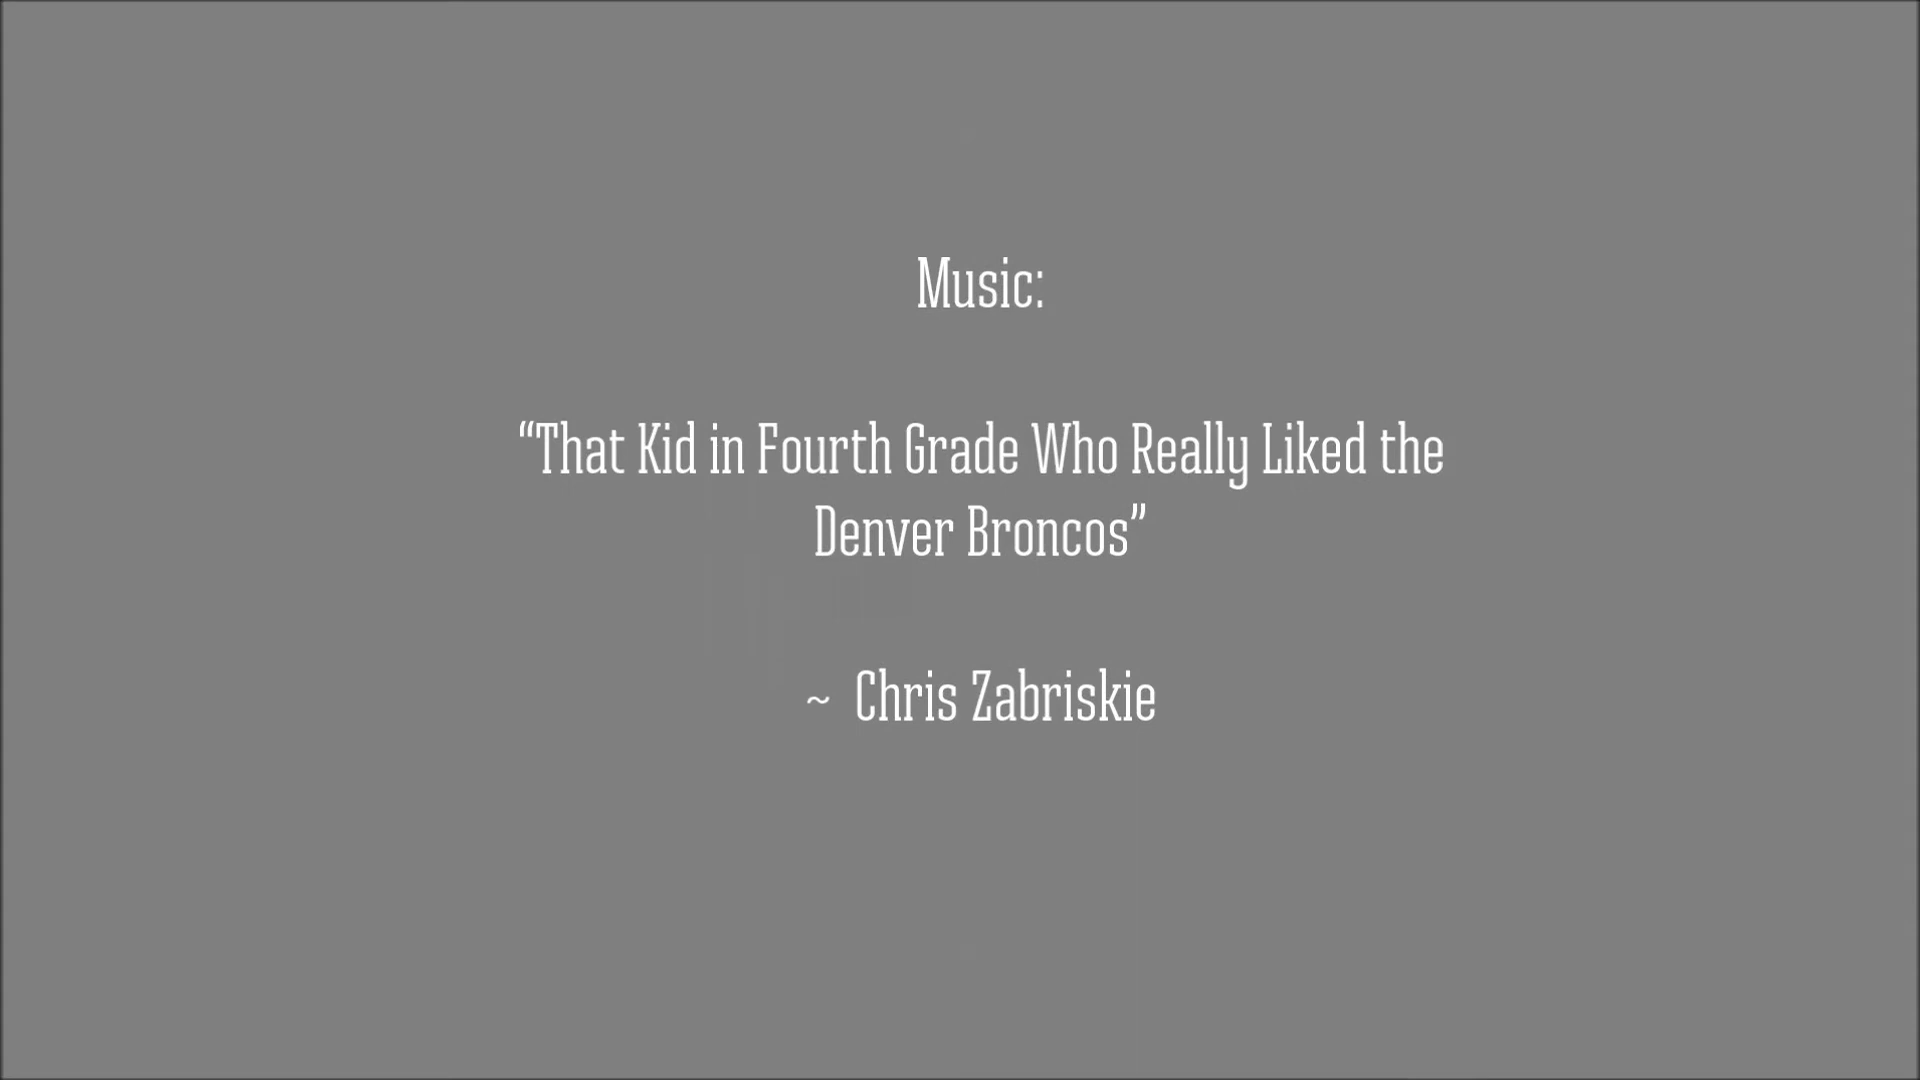 Music:
“That Kid in Fourth Grade Who Really Liked the
Denver Broncos”
~ Chris Zabriskie